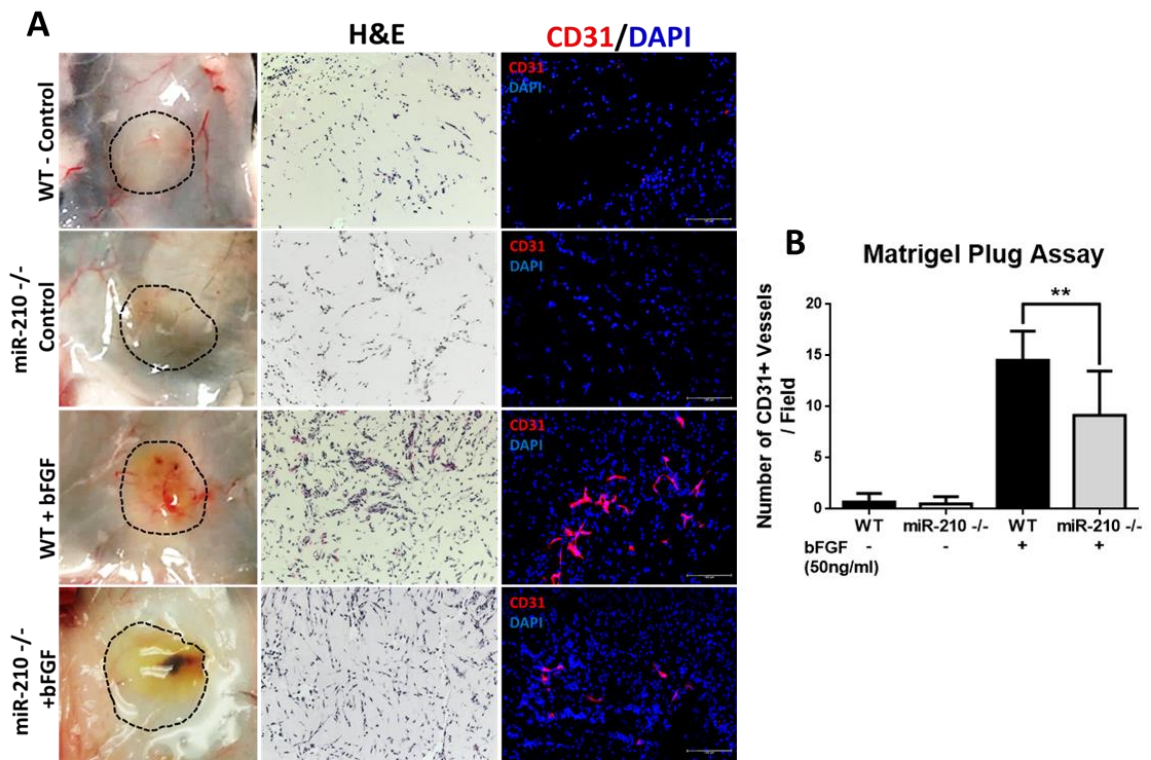 A
H&E
CD31/DAPI
WT - Control
CD31
DAPI
miR-210 -/-
Control
CD31
DAPI
WT + bFGF
CD31
DAPI
miR-210 -/-
+bFGF
CD31
DAPI
B
Matrigel Plug Assay
Number of CD31+ Vessels
/ Field
20
15
10
5
0
**
WT miR-210 -/- WT miR-210 -/-
bFGF - - + +
(50ng/ml)